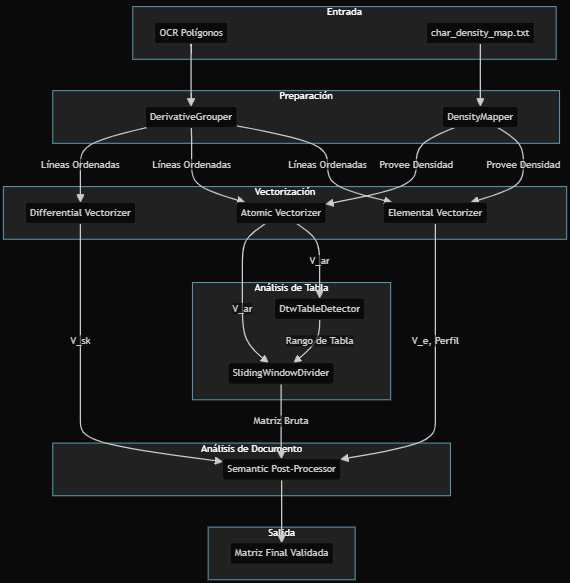 Entrada
OCR Polígonos
char_density_map.txt
Preparación
DerivativeGrouper
DensityMapper
Líneas Ordenadas
Líneas Ordenadas
Líneas Ordenadas
Provee Densidad
Provee Densidad
Vectorización
Differential Vectorizer
Atomic Vectorizer
Elemental Vectorizer
V_ar
Análisis de Tabla
V_ar
DtwTableDetector
V_sk
Rango de Tabla
V_e, Perfil
SlidingWindowDivider
Matriz Bruta
Análisis de Documento
Semantic Post-Processor
Salida
Matriz Final Validada